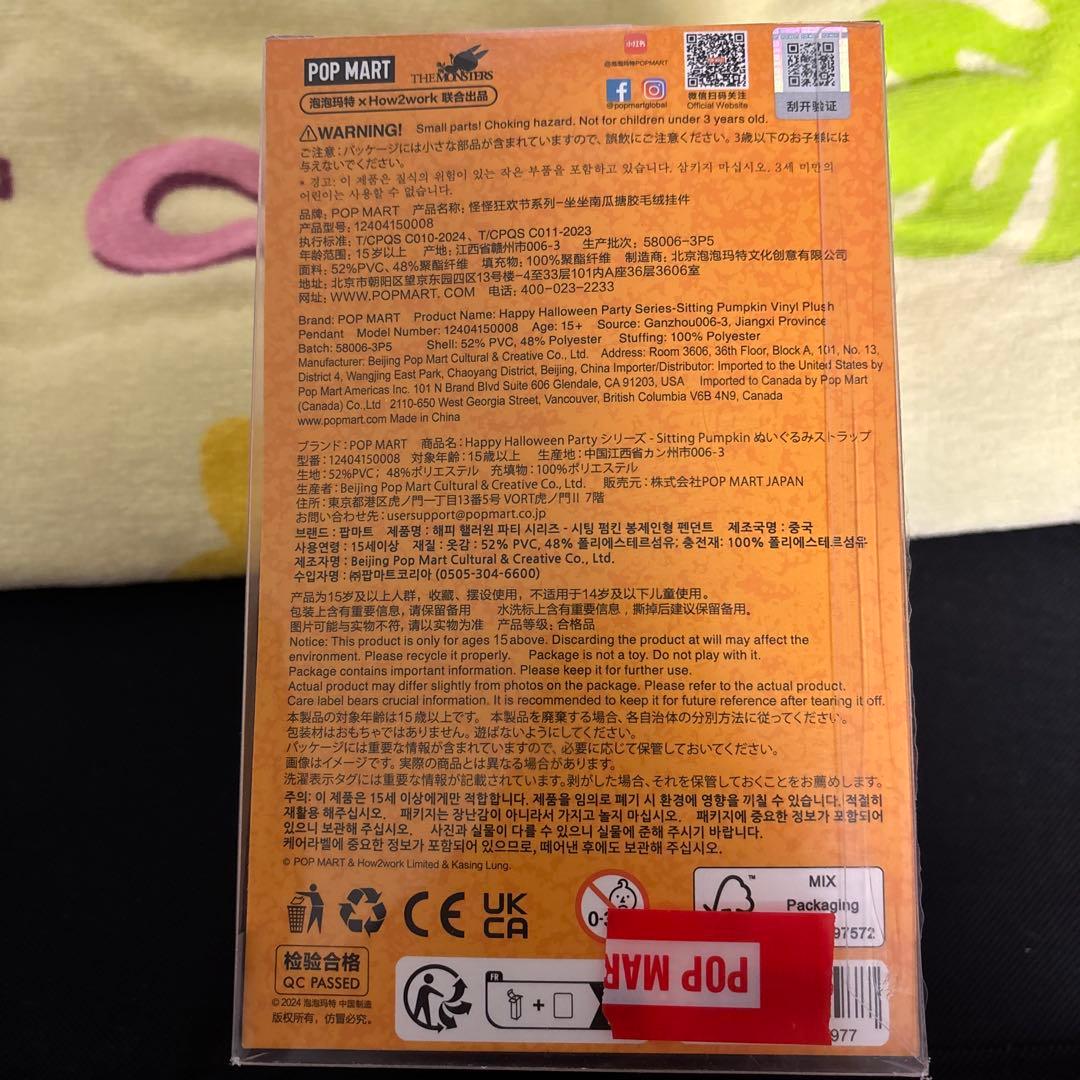 POP MART
THE MONSTERS
小红书
@泡泡玛特POPMART
@popmartglobal
微信扫码关注
Official Website
刮开验证
泡泡玛特×How2work 联合出品
⚠WARNING! Small parts! Choking hazard. Not for children under 3 years old.
ご注意：パッケージには小さな部品が含まれていますので、誤飲にご注意ください。3歳以下のお子様には
与えないでください。
* 경고: 이 제품은 질식의 위험이 있는 작은 부품을 포함하고 있습니다. 삼키지 마십시오. 3세 미만의
어린이는 사용할 수 없습니다.
品牌：POP MART 产品名称：怪怪狂欢节系列-坐坐南瓜搪胶毛绒挂件
产品型号：12404150008
执行标准：T/CPQS C010-2024、T/CPQS C011-2023
年龄范围：15岁以上 产地：江西省赣州市006-3 生产批次：58006-3P5
面料：52%PVC、48%聚酯纤维 填充物：100%聚酯纤维 制造商：北京泡泡玛特文化创意有限公司
地址：北京市朝阳区望京东园四区13号楼-4至33层101内A座36层3606室
网址：WWW.POPMART.COM 电话：400-023-2233
Brand: POP MART Product Name: Happy Halloween Party Series-Sitting Pumpkin Vinyl Plush
Pendant Model Number: 12404150008 Age: 15+ Source: Ganzhou006-3, Jiangxi Province
Batch: 58006-3P5 Shell: 52% PVC, 48% Polyester Stuffing: 100% Polyester
Manufacturer: Beijing Pop Mart Cultural & Creative Co., Ltd. Address: Room 3606, 36th Floor, Block A, 101, No. 13,
District 4, Wangjing East Park, Chaoyang District, Beijing, China Importer/Distributor: Imported to the United States by
Pop Mart Americas Inc. 101 N Brand Blvd Suite 606 Glendale, CA 91203, USA Imported to Canada by Pop Mart
(Canada) Co.,Ltd 2110-650 West Georgia Street, Vancouver, British Columbia V6B 4N9, Canada
www.popmart.com Made in China
ブランド：POP MART 商品名：Happy Halloween Party シリーズ - Sitting Pumpkin ぬいぐるみストラップ
型番：12404150008 対象年齢：15歳以上 生産地：中国江西省カン州市006-3
生地：52%PVC；48%ポリエステル 充填物：100%ポリエステル
生産者：Beijing Pop Mart Cultural & Creative Co., Ltd. 販売元：株式会社POP MART JAPAN
住所：東京都港区虎ノ門一丁目13番5号 VORT虎ノ門II 7階
お問い合わせ先：usersupport@popmart.co.jp
브랜드 : 팝마트 제품명 : 해피 핼러윈 파티 시리즈 - 시팅 펌킨 봉제인형 펜던트 제조국명 : 중국
사용연령 : 15세이상 재질 : 옷감 : 52% PVC, 48% 폴리에스테르섬유; 충전재: 100% 폴리에스테르섬유
제조자명 : Beijing Pop Mart Cultural & Creative Co., Ltd.
수입자명 : ㈜팝마트코리아 (0505-304-6600)
产品为15岁及以上人群，收藏、摆设使用，不适用于14岁及以下儿童使用。
包装上含有重要信息，请保留备用 水洗标上含有重要信息，撕掉后建议保留备用。
图片可能与实物不符，请以实物为准 产品等级：合格品
Notice: This product is only for ages 15 above. Discarding the product at will may affect the
environment. Please recycle it properly. Package is not a toy. Do not play with it.
Package contains important information. Please keep it for further use.
Actual product may differ slightly from photos on the package. Please refer to the actual product.
Care label bears crucial information. It is recommended to keep it for future reference after tearing it off.
本製品の対象年齢は15歳以上です。 本製品を廃棄する場合、各自治体の分別方法に従ってください。
包装材はおもちゃではありません。遊ばないようにしてください。
パッケージには重要な情報が含まれていますので、必要に応じて保管しておいてください。
画像はイメージです。実際の商品とは異なる場合があります。
洗濯表示タグには重要な情報が記載されています。剥がした場合、それを保管しておくことをお薦めします。
주의: 이 제품은 15세 이상에게만 적합합니다. 제품을 임의로 폐기 시 환경에 영향을 끼칠 수 있습니다. 적절히
재활용 해주십시오. 패키지는 장난감이 아니라서 가지고 놀지 마십시오. 패키지에 중요한 정보가 포함되어
있으니 보관해 주십시오. 사진과 실물이 다를 수 있으니 실물에 준해 주시기 바랍니다.
케어라벨에 중요한 정보가 포함되어 있으므로, 떼어낸 후에도 보관해 주십시오.
© POP MART & How2work Limited & Kasing Lung.
CE
UK
CA
0-3
MIX
Packaging
97572
检验合格
QC PASSED
© 2024 泡泡玛特 中国制造
版权所有，仿冒必究。
FR
+
POP MAR
977